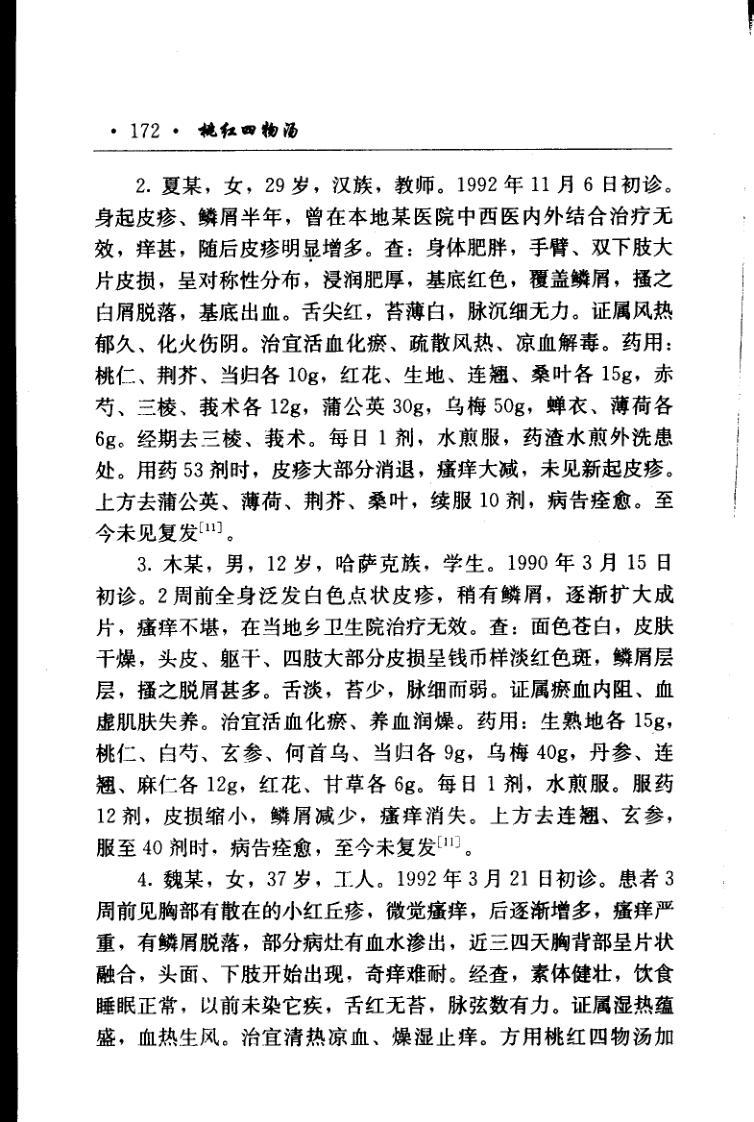 ·172· 桃红四物汤
2. 夏某，女，29 岁，汉族，教师。1992 年 11 月 6 日初诊。
身起皮疹、鳞屑半年，曾在本地某医院中西医内外结合治疗无
效，痒甚，随后皮疹明显增多。查：身体肥胖，手臂、双下肢大
片皮损，呈对称性分布，浸润肥厚，基底红色，覆盖鳞屑，搔之
白屑脱落，基底出血。舌尖红，苔薄白，脉沉细无力。证属风热
郁久、化火伤阴。治宜活血化瘀、疏散风热、凉血解毒。药用：
桃仁、荆芥、当归各 10g，红花、生地、连翘、桑叶各 15g，赤
芍、三棱、莪术各 12g，蒲公英 30g，乌梅 50g，蝉衣、薄荷各
6g。经期去三棱、莪术。每日 1 剂，水煎服，药渣水煎外洗患
处。用药 53 剂时，皮疹大部分消退，瘙痒大减，未见新起皮疹。
上方去蒲公英、薄荷、荆芥、桑叶，续服 10 剂，病告痊愈。至
今未见复发[11]。
3. 木某，男，12 岁，哈萨克族，学生。1990 年 3 月 15 日
初诊。2 周前全身泛发白色点状皮疹，稍有鳞屑，逐渐扩大成
片，瘙痒不堪，在当地乡卫生院治疗无效。查：面色苍白，皮肤
干燥，头皮、躯干、四肢大部分皮损呈钱币样淡红色斑，鳞屑层
层，搔之脱屑甚多。舌淡，苔少，脉细而弱。证属瘀血内阻、血
虚肌肤失养。治宜活血化瘀、养血润燥。药用：生熟地各 15g，
桃仁、白芍、玄参、何首乌、当归各 9g，乌梅 40g，丹参、连
翘、麻仁各 12g，红花、甘草各 6g。每日 1 剂，水煎服。服药
12 剂，皮损缩小，鳞屑减少，瘙痒消失。上方去连翘、玄参，
服至 40 剂时，病告痊愈，至今未复发[11]。
4. 魏某，女，37 岁，工人。1992 年 3 月 21 日初诊。患者 3
周前见胸部有散在的小红丘疹，微觉瘙痒，后逐渐增多，瘙痒严
重，有鳞屑脱落，部分病灶有血水渗出，近三四天胸背部呈片状
融合，头面、下肢开始出现，奇痒难耐。经查，素体健壮，饮食
睡眠正常，以前未染它疾，舌红无苔，脉弦数有力。证属湿热蕴
盛，血热生风。治宜清热凉血、燥湿止痒。方用桃红四物汤加